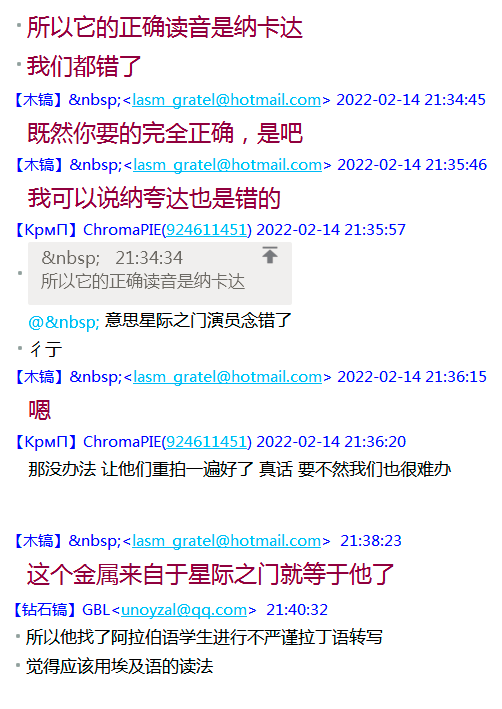 所以它的正确读音是纳卡达
我们都错了
【木镐】&nbsp;<lasm_gratel@hotmail.com> 2022-02-14 21:34:45
既然你要的完全正确，是吧
【木镐】&nbsp;<lasm_gratel@hotmail.com> 2022-02-14 21:35:46
我可以说纳夸达也是错的
【КрмП】ChromaPIE(924611451) 2022-02-14 21:35:57
&nbsp; 21:34:34
所以它的正确读音是纳卡达
@&nbsp; 意思星际之门演员念错了
彳亍
【木镐】&nbsp;<lasm_gratel@hotmail.com> 2022-02-14 21:36:15
嗯
【КрмП】ChromaPIE(924611451) 2022-02-14 21:36:20
那没办法 让他们重拍一遍好了 真话 要不然我们也很难办
【木镐】&nbsp;<lasm_gratel@hotmail.com> 21:38:23
这个金属来自于星际之门就等于他了
【钻石镐】GBL<unoyzal@qq.com> 21:40:32
所以他找了阿拉伯语学生进行不严谨拉丁语转写
觉得应该用埃及语的读法